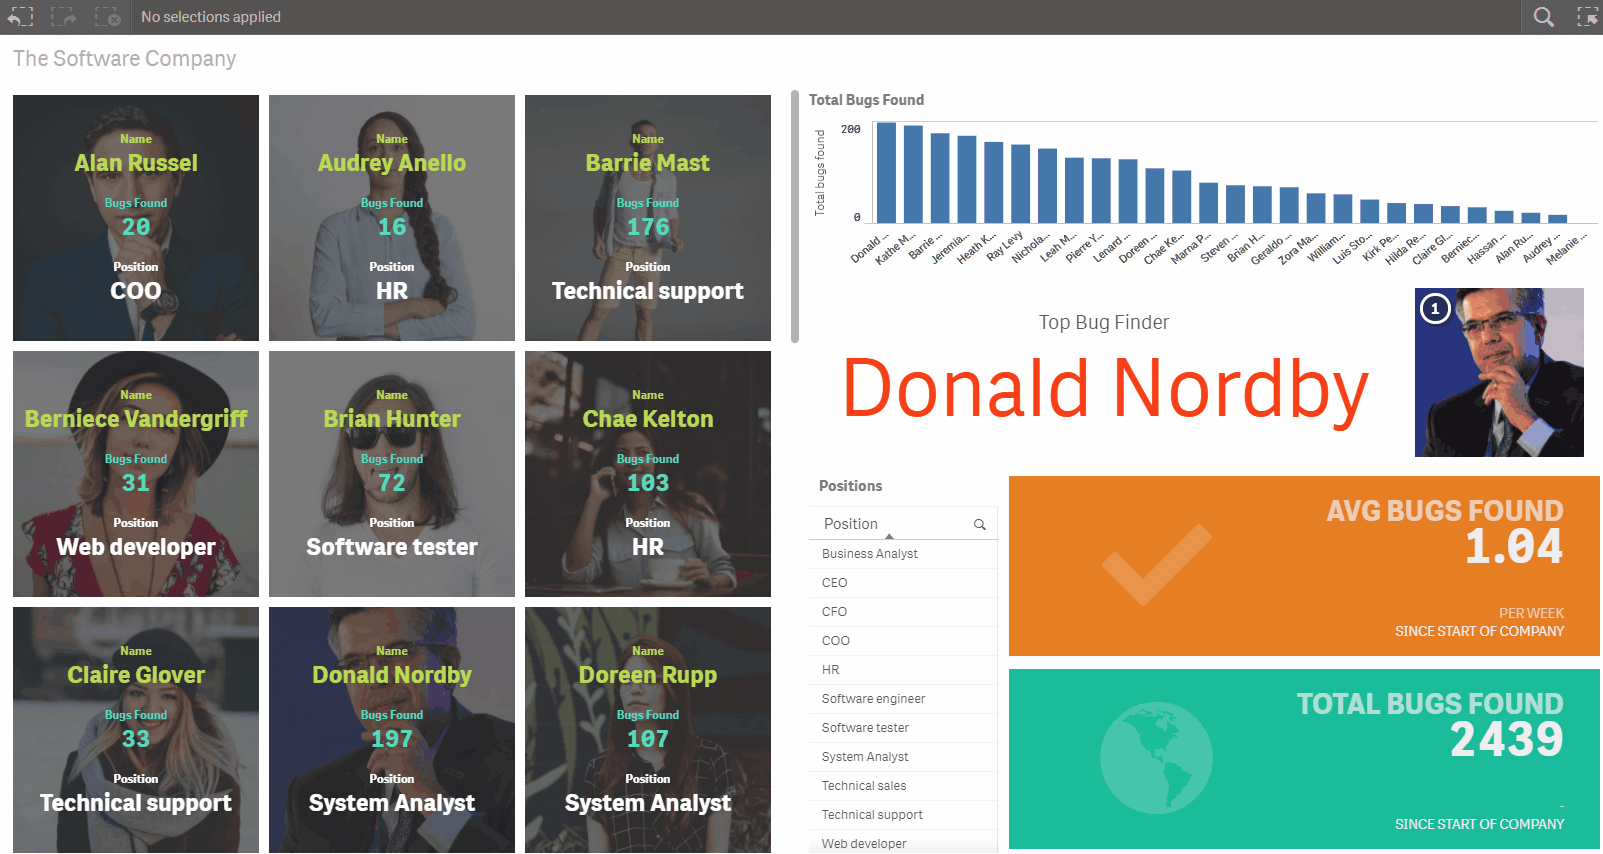 No selections applied
The Software Company
Name
Alan Russel
Bugs Found
20
Position
COO
Name
Audrey Anello
Bugs Found
16
Position
HR
Name
Barrie Mast
Bugs Found
176
Position
Technical support
Name
Berniece Vandergriff
Bugs Found
31
Position
Web developer
Name
Brian Hunter
Bugs Found
72
Position
Software tester
Name
Chae Kelton
Bugs Found
103
Position
HR
Name
Claire Glover
Bugs Found
33
Position
Technical support
Name
Donald Nordby
Bugs Found
197
Position
System Analyst
Name
Doreen Rupp
Bugs Found
107
Position
System Analyst
Total Bugs Found
Total bugs found
200
0
Donald ...
Kathe M...
Barrie ...
Jeremia...
Heath K...
Ray Levy
Nichola...
Leah M...
Pierre Y...
Lenard ...
Doreen ...
Chae Ke...
Marna P...
Steven ...
Brian H...
Geraldo ...
Zora Ma...
William...
Luis Sto...
Kirk Pe...
Hilda Re...
Claire Gl...
Berniec...
Hassan ...
Alan Ru...
Audrey ...
Melanie ...
Top Bug Finder
Donald Nordby
1
Positions
Position
Business Analyst
CEO
CFO
COO
HR
Software engineer
Software tester
System Analyst
Technical sales
Technical support
Web developer
AVG BUGS FOUND
1.04
PER WEEK
SINCE START OF COMPANY
TOTAL BUGS FOUND
2439
-
SINCE START OF COMPANY